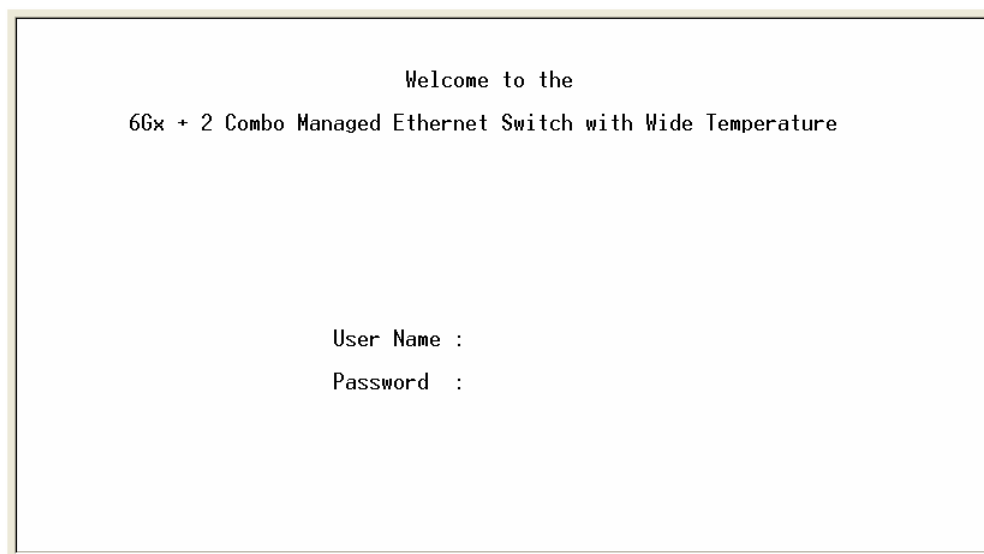 Welcome to the
6Gx + 2 Combo Managed Ethernet Switch with Wide Temperature
User Name :
Password  :